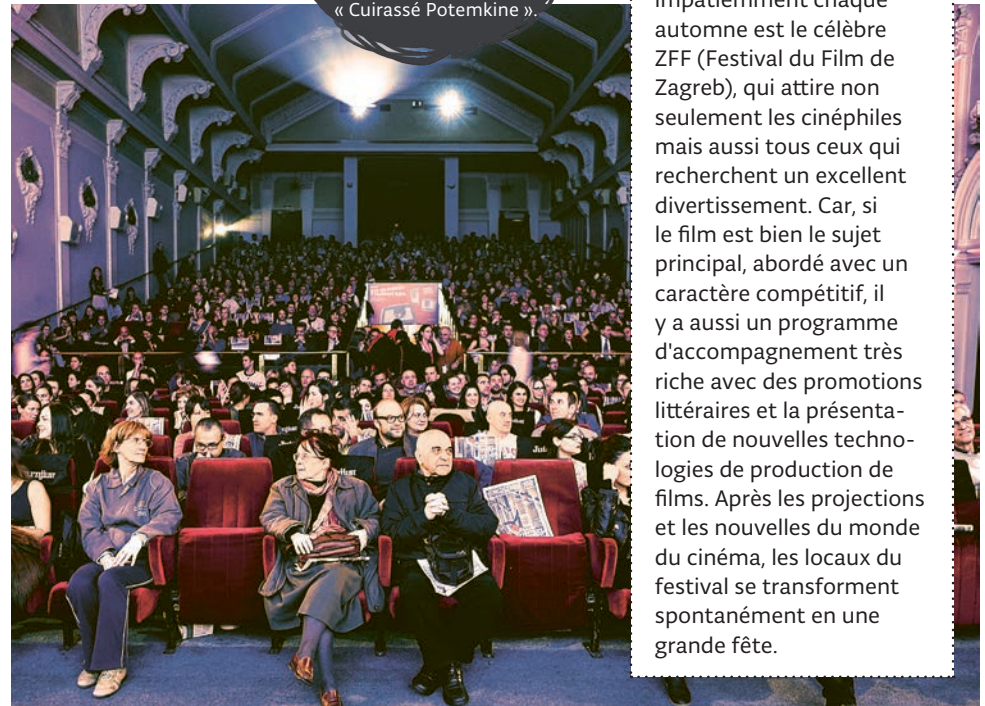 « Cuirassé Potemkine ».
impatiemment chaque
automne est le célèbre
ZFF (Festival du Film de
Zagreb), qui attire non
seulement les cinéphiles
mais aussi tous ceux qui
recherchent un excellent
divertissement. Car, si
le film est bien le sujet
principal, abordé avec un
caractère compétitif, il
y a aussi un programme
d'accompagnement très
riche avec des promotions
littéraires et la présenta-
tion de nouvelles techno-
logies de production de
films. Après les projections
et les nouvelles du monde
du cinéma, les locaux du
festival se transforment
spontanément en une
grande fête.